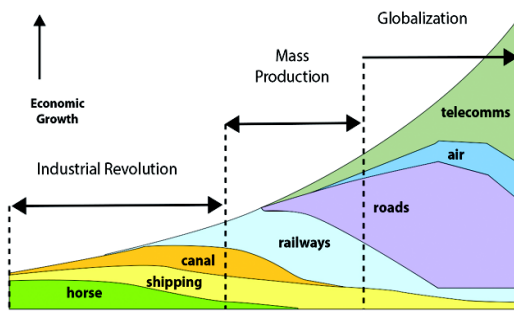 Globalization
Mass
Production
Economic
Growth
telecomms
air
Industrial Revolution
roads
railways
canal
shipping
horse